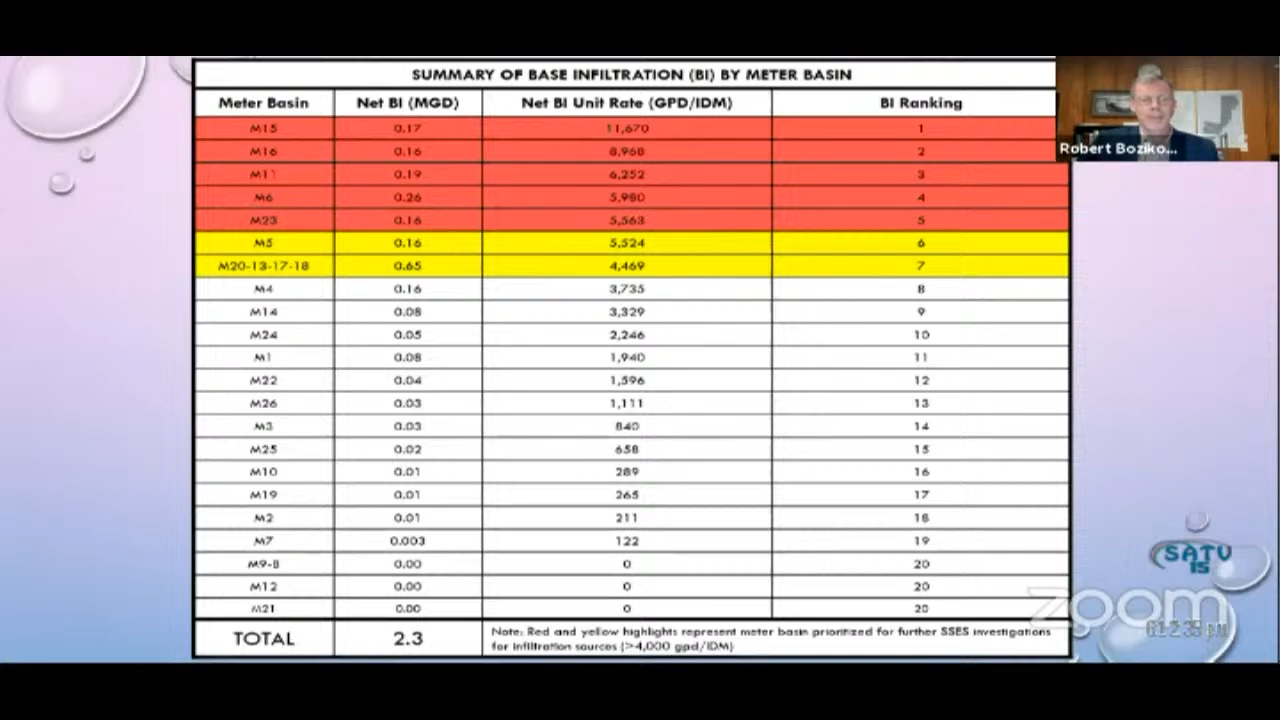 SUMMARY OF BASE INFILTRATION (BI) BY METER BASIN
Meter Basin Net BI (MGD) Net BI Unit Rate (GPD/IDM) BI Ranking
M15 0.17 11,670 1
M16 0.16 8,968 2
M11 0.19 6,252 3
M6 0.26 5,980 4
M23 0.16 5,563 5
M5 0.16 5,524 6
M20-13-17-18 0.65 4,469 7
M4 0.16 3,735 8
M14 0.08 3,329 9
M24 0.05 2,246 10
M1 0.08 1,940 11
M22 0.04 1,596 12
M26 0.03 1,111 13
M3 0.03 840 14
M25 0.02 658 15
M10 0.01 289 16
M19 0.01 265 17
M2 0.01 211 18
M7 0.003 122 19
M9-8 0.00 0 20
M12 0.00 0 20
M21 0.00 0 20
TOTAL 2.3 Note: Red and yellow highlights represent meter basin prioritized for further SSES investigations
for infiltration sources (>4,000 gpd/IDM)
Robert Boziko...
SATV
15
zoom